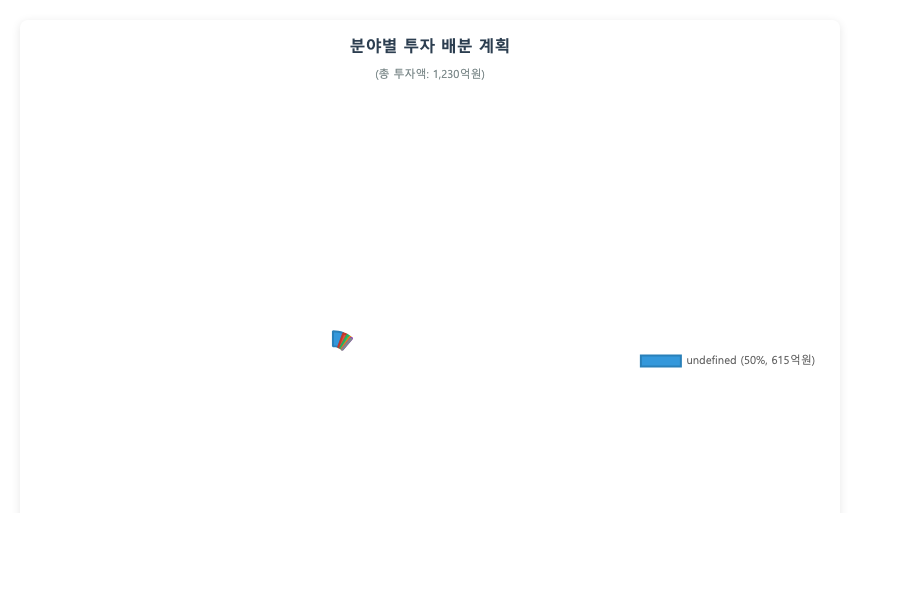 분야별 투자 배분 계획
(총 투자액: 1,230억원)
undefined (50%, 615억원)